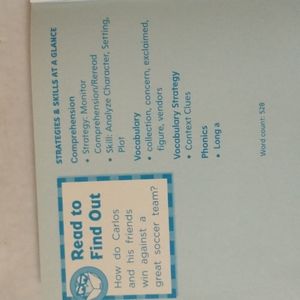 STRATEGIES & SKILLS AT A GLANCE
Comprehension
• Strategy: Monitor
Comprehension/Reread
• Skill: Analyze Character, Setting,
Plot
Vocabulary
• collection, concern, exclaimed,
figure, vendors
Vocabulary Strategy
• Context Clues
Phonics
• Long a
Word count: 528
Read to
Find Out
How do Carlos
and his friends
win against a
great soccer team?